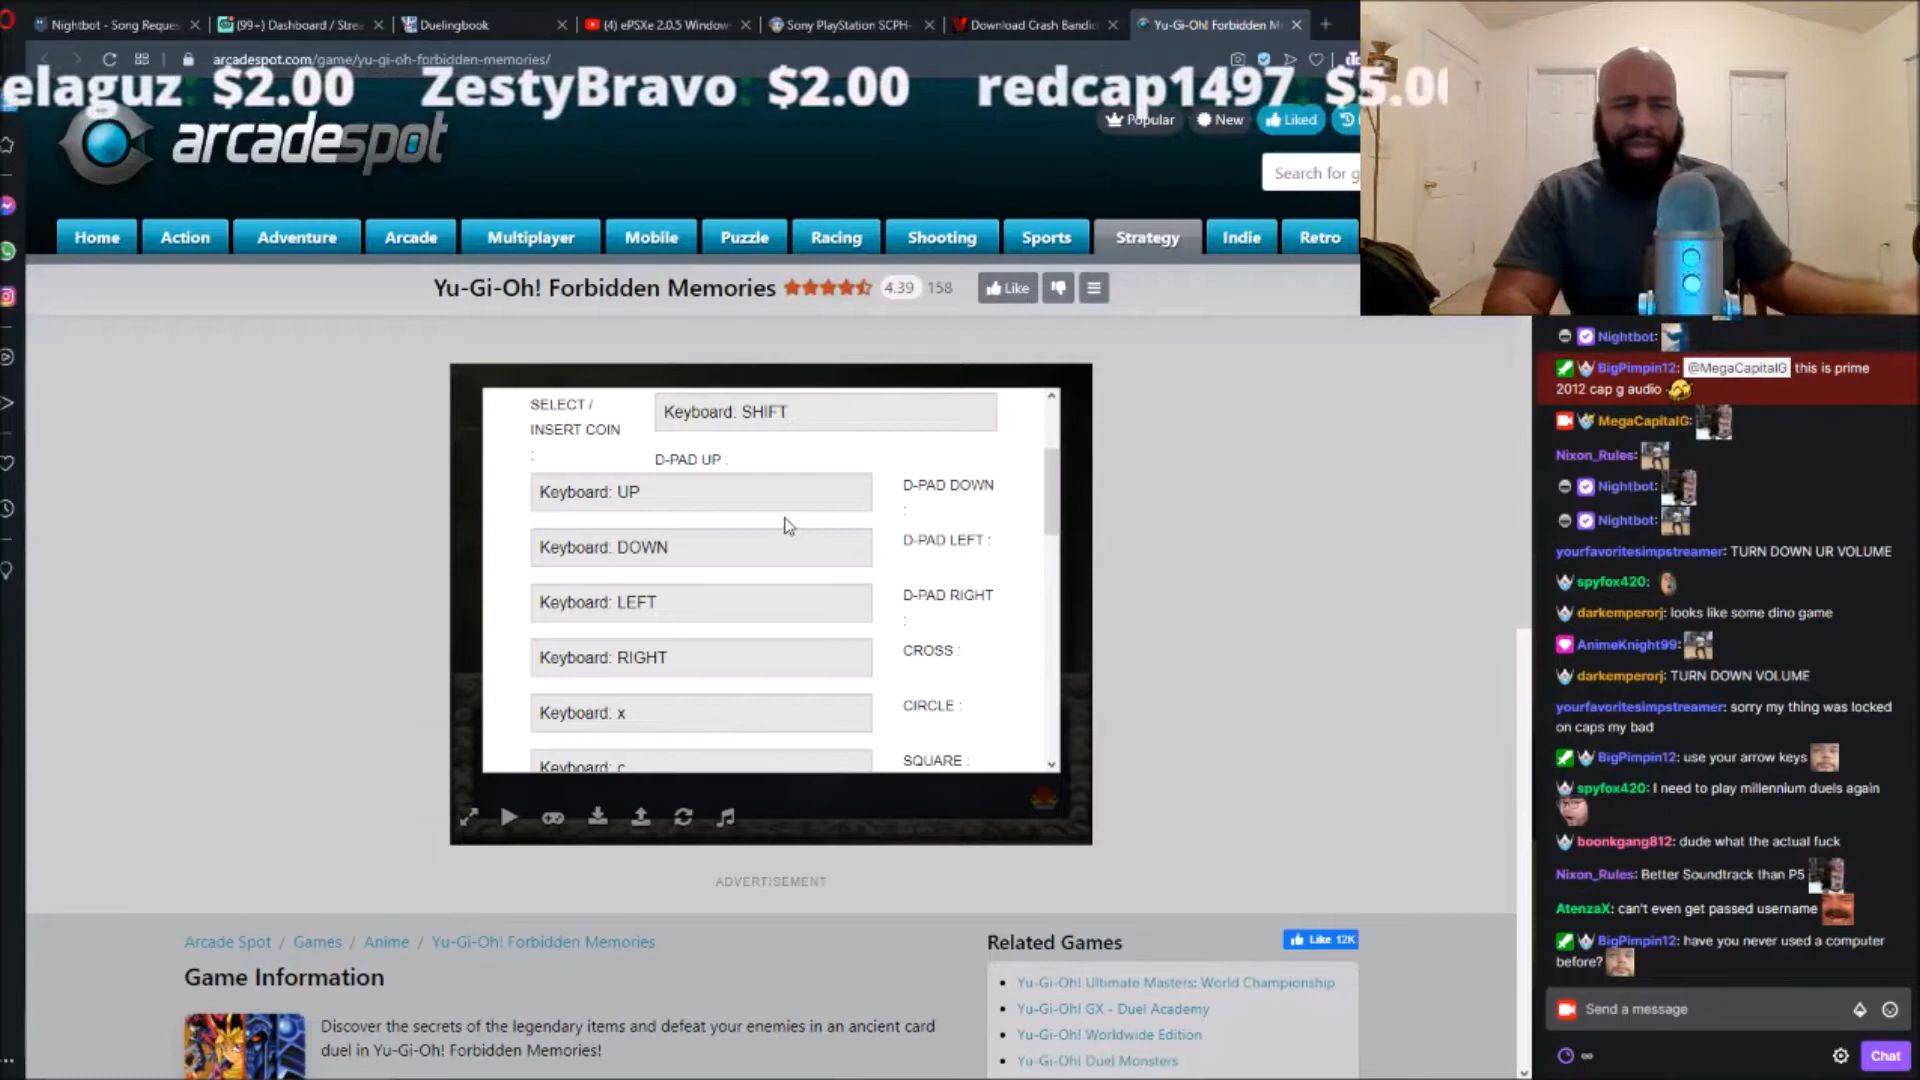 Nightbot - Song Reques
(99+) Dashboard / Strea
Duelingbook
(4) ePSXe 2.0.5 Window
Sony PlayStation SCPH-
Download Crash Bandic
Yu-Gi-Oh! Forbidden M
arcadespot.com/game/yu-gi-oh-forbidden-memories/
elaguz: $2.00 ZestyBravo: $2.00 redcap1497: $5.00
arcadespot
Popular
New
Liked
Search for g
Home
Action
Adventure
Arcade
Multiplayer
Mobile
Puzzle
Racing
Shooting
Sports
Strategy
Indie
Retro
Yu-Gi-Oh! Forbidden Memories
4.39
158
Like
SELECT /
INSERT COIN
:
Keyboard: SHIFT
D-PAD UP :
Keyboard: UP
D-PAD DOWN
:
Keyboard: DOWN
D-PAD LEFT :
Keyboard: LEFT
D-PAD RIGHT
:
Keyboard: RIGHT
CROSS :
Keyboard: x
CIRCLE :
Keyboard: c
SQUARE :
ADVERTISEMENT
Arcade Spot / Games / Anime / Yu-Gi-Oh! Forbidden Memories
Game Information
Discover the secrets of the legendary items and defeat your enemies in an ancient card
duel in Yu-Gi-Oh! Forbidden Memories!
Related Games
Like 12K
Yu-Gi-Oh! Ultimate Masters: World Championship
Yu-Gi-Oh! GX - Duel Academy
Yu-Gi-Oh! Worldwide Edition
Yu-Gi-Oh! Duel Monsters
Nightbot:
BigPimpin12: @MegaCapitalG this is prime
2012 cap g audio
MegaCapitalG:
Nixon_Rules:
Nightbot:
Nightbot:
yourfavoritesimpstreamer: TURN DOWN UR VOLUME
spyfox420:
darkemperorj: looks like some dino game
AnimeKnight99:
darkemperorj: TURN DOWN VOLUME
yourfavoritesimpstreamer: sorry my thing was locked
on caps my bad
BigPimpin12: use your arrow keys
spyfox420: I need to play millennium duels again
boonkgang812: dude what the actual fuck
Nixon_Rules: Better Soundtrack than P5
AtenzaX: can't even get passed username
BigPimpin12: have you never used a computer
before?
Send a message
Chat